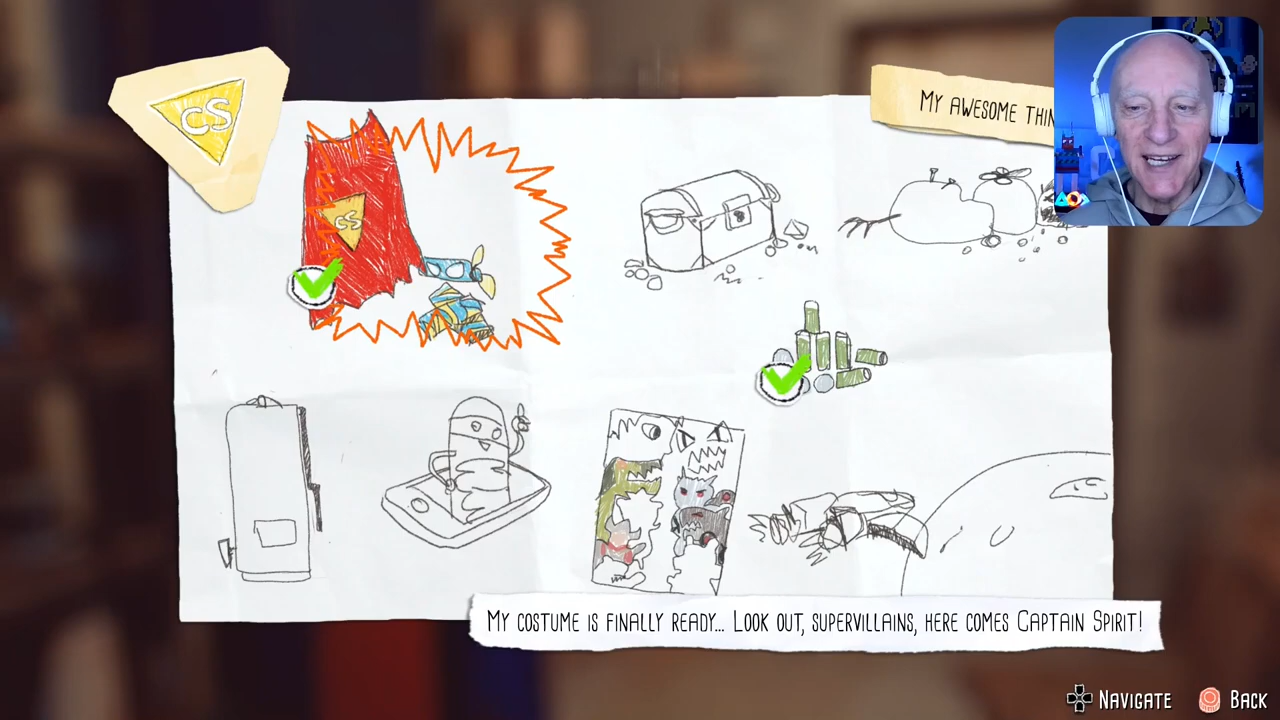 CS
MY AWESOME THIN
CS
MY COSTUME IS FINALLY READY... LOOK OUT, SUPERVILLAINS, HERE COMES CAPTAIN SPIRIT!
NAVIGATE
BACK